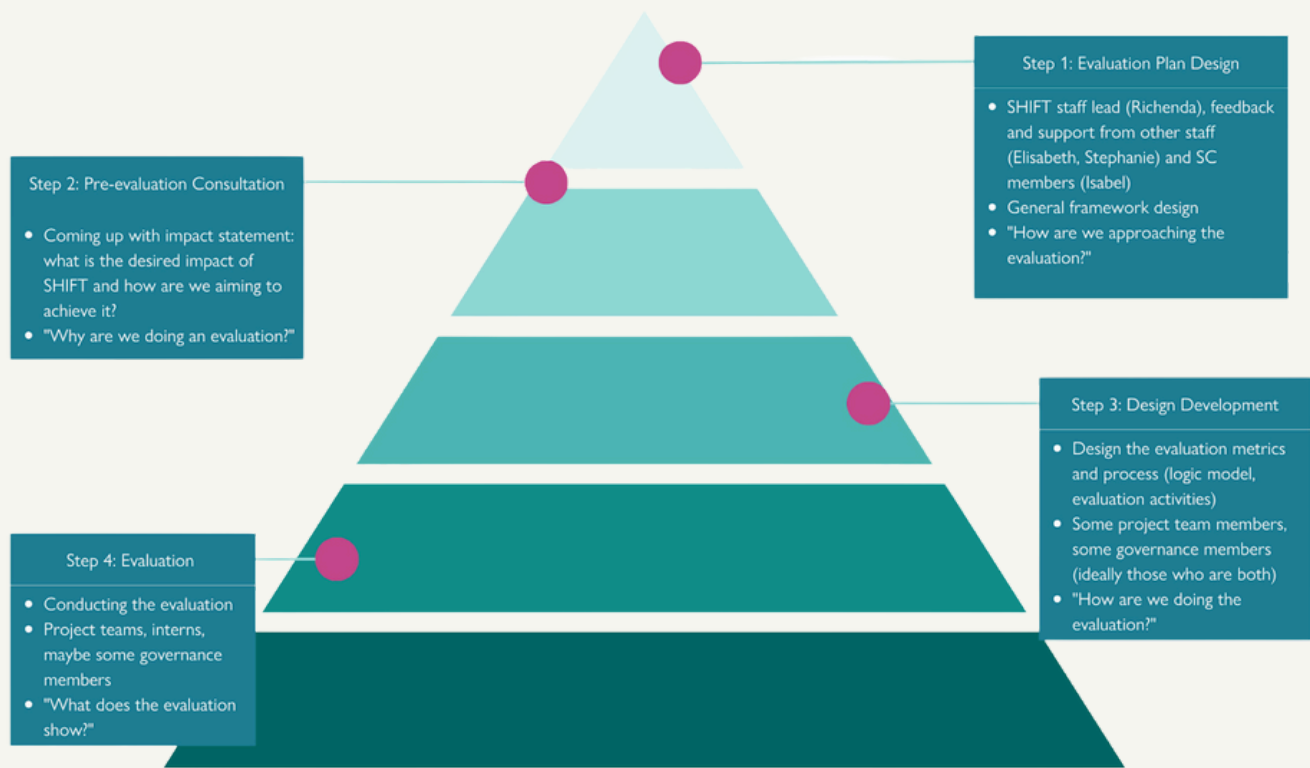 Step 1: Evaluation Plan Design
• SHIFT staff lead (Richenda), feedback
and support from other staff
(Elisabeth, Stephanie) and SC
members (Isabel)
• General framework design
• "How are we approaching the
evaluation?"
Step 2: Pre-evaluation Consultation
• Coming up with impact statement:
what is the desired impact of
SHIFT and how are we aiming to
achieve it?
• "Why are we doing an evaluation?"
Step 3: Design Development
• Design the evaluation metrics
and process (logic model,
evaluation activities)
• Some project team members,
some governance members
(ideally those who are both)
• "How are we doing the
evaluation?"
Step 4: Evaluation
• Conducting the evaluation
• Project teams, interns,
maybe some governance
members
• "What does the evaluation
show?"